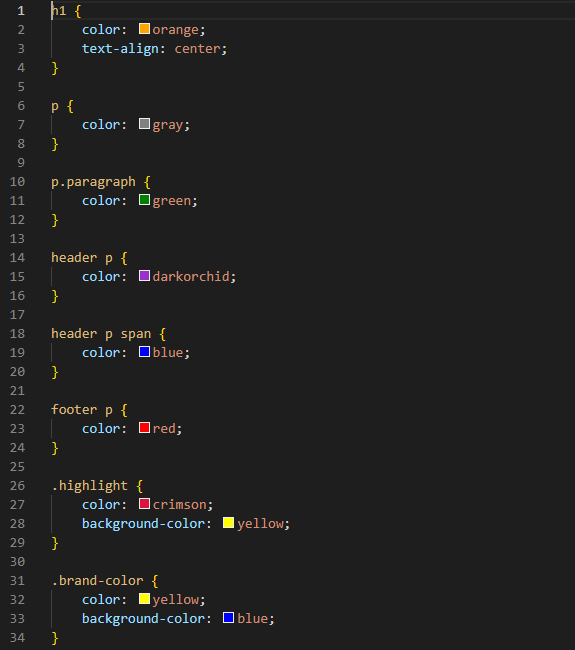 1 h1 {
2     color: orange;
3     text-align: center;
4 }
5
6 p {
7     color: gray;
8 }
9
10 p.paragraph {
11     color: green;
12 }
13
14 header p {
15     color: darkorchid;
16 }
17
18 header p span {
19     color: blue;
20 }
21
22 footer p {
23     color: red;
24 }
25
26 .highlight {
27     color: crimson;
28     background-color: yellow;
29 }
30
31 .brand-color {
32     color: yellow;
33     background-color: blue;
34 }